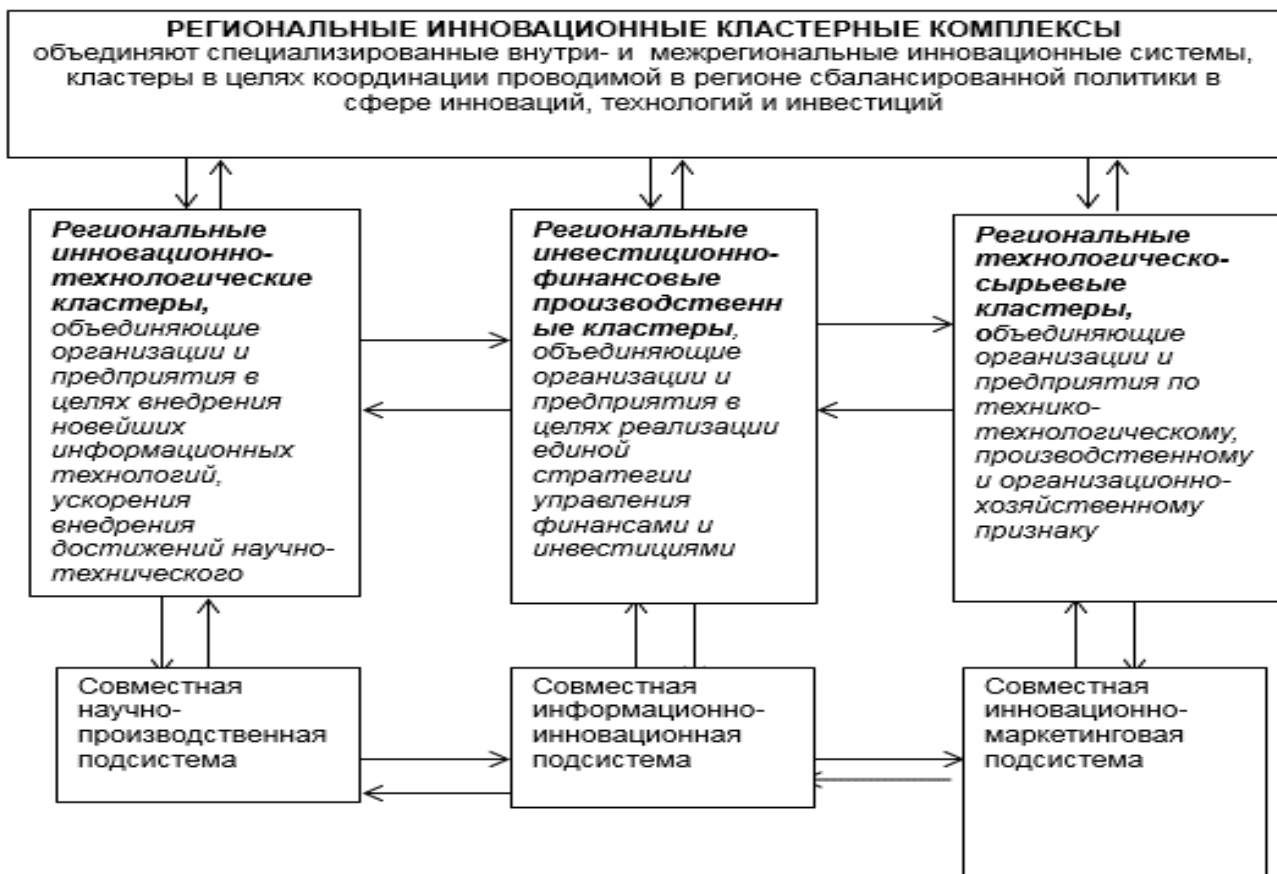 РЕГИОНАЛЬНЫЕ ИННОВАЦИОННЫЕ КЛАСТЕРНЫЕ КОМПЛЕКСЫ
объединяют специализированные внутри- и межрегиональные инновационные системы,
кластеры в целях координации проводимой в регионе сбалансированной политики в
сфере инноваций, технологий и инвестиций
Региональные
инновационно-
технологические
кластеры,
объединяющие
организации и
предприятия в
целях внедрения
новейших
информационных
технологий,
ускорения
внедрения
достижений научно-
технического
Региональные
инвестиционно-
финансовые
производственн
ые кластеры,
объединяющие
организации и
предприятия в
целях реализации
единой
стратегии
управления
финансами и
инвестициями
Региональные
технологическо-
сырьевые
кластеры,
объединяющие
организации и
предприятия по
технико-
технологическому,
производственному
и организационно-
хозяйственному
признаку
Совместная
научно-
производственная
подсистема
Совместная
информационно-
инновационная
подсистема
Совместная
инновационно-
маркетинговая
подсистема